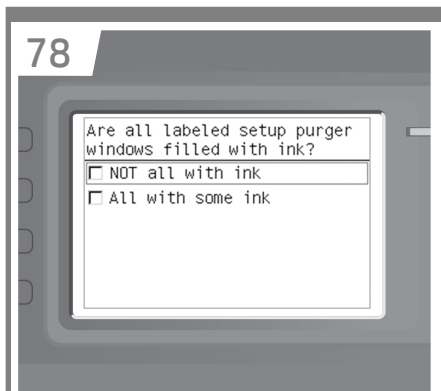 78
Are all labeled setup purger
windows filled with ink?
NOT all with ink
All with some ink